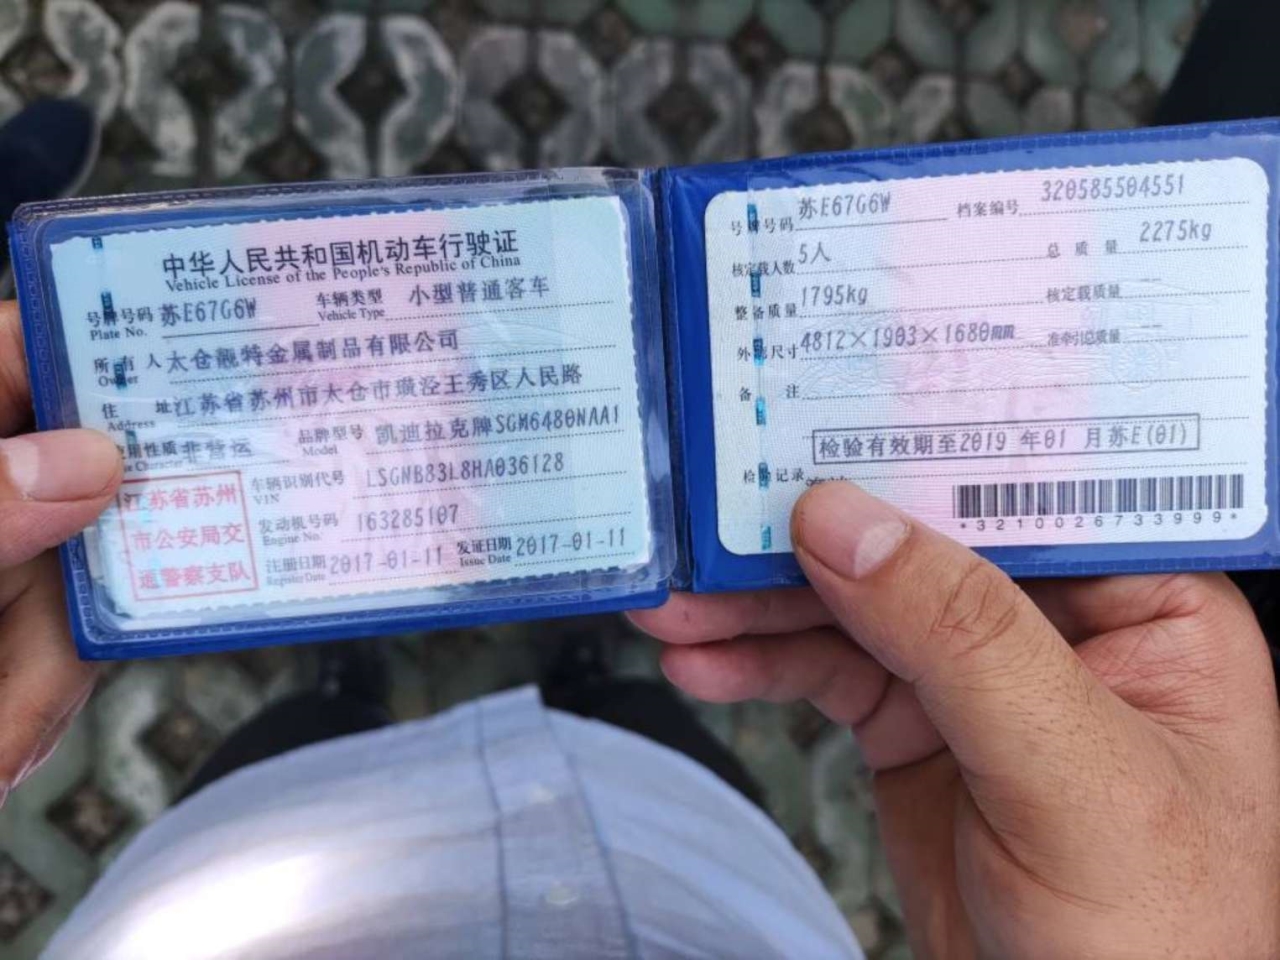 中华人民共和国机动车行驶证
Vehicle License of the People's Republic of China
号牌号码 苏E67G6W 车辆类型 小型普通客车
Plate No. Vehicle Type
所有人 太仓靓特金属制品有限公司
Owner
住址 江苏省苏州市太仓市璜泾王秀区人民路
Address
使用性质 非营运 品牌型号 凯迪拉克牌SGM6480NAA1
Use Character Model
车辆识别代号 LSGNB83L8HA036128
VIN
发动机号码 163285107
Engine No.
注册日期 2017-01-11 发证日期 2017-01-11
Register Date Issue Date
江苏省苏州
市公安局交
通警察支队
号牌号码 苏E67G6W 档案编号 320585504551
核定载人数 5人 总质量 2275kg
整备质量 1795kg 核定载质量 --
外廓尺寸 4812×1903×1680mm 准牵引总质量 --
备注
检验有效期至2019 年01 月苏E(01)
检验记录
*3210026733999*